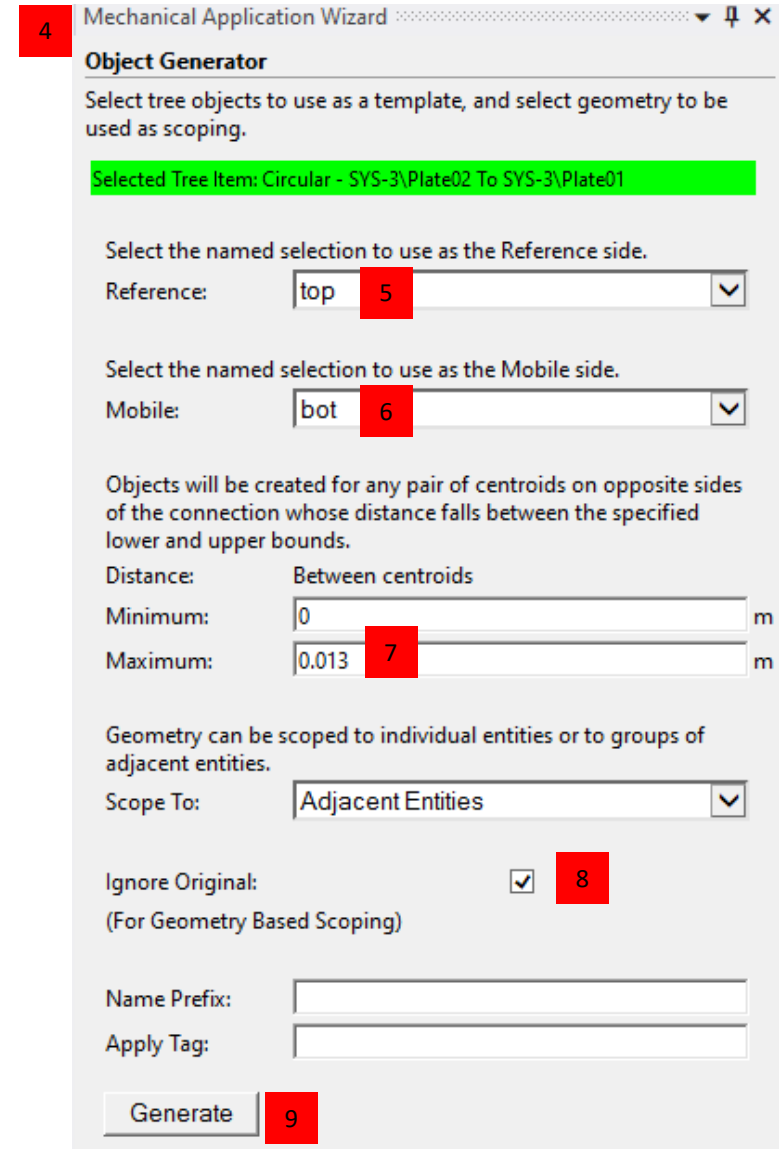 4
Mechanical Application Wizard
Object Generator
Select tree objects to use as a template, and select geometry to be
used as scoping.
Selected Tree Item: Circular - SYS-3\Plate02 To SYS-3\Plate01
Select the named selection to use as the Reference side.
Reference: top 5
Select the named selection to use as the Mobile side.
Mobile: bot 6
Objects will be created for any pair of centroids on opposite sides
of the connection whose distance falls between the specified
lower and upper bounds.
Distance: Between centroids
Minimum: 0 m
Maximum: 0.013 7 m
Geometry can be scoped to individual entities or to groups of
adjacent entities.
Scope To: Adjacent Entities
Ignore Original: 8
(For Geometry Based Scoping)
Name Prefix:
Apply Tag:
Generate 9